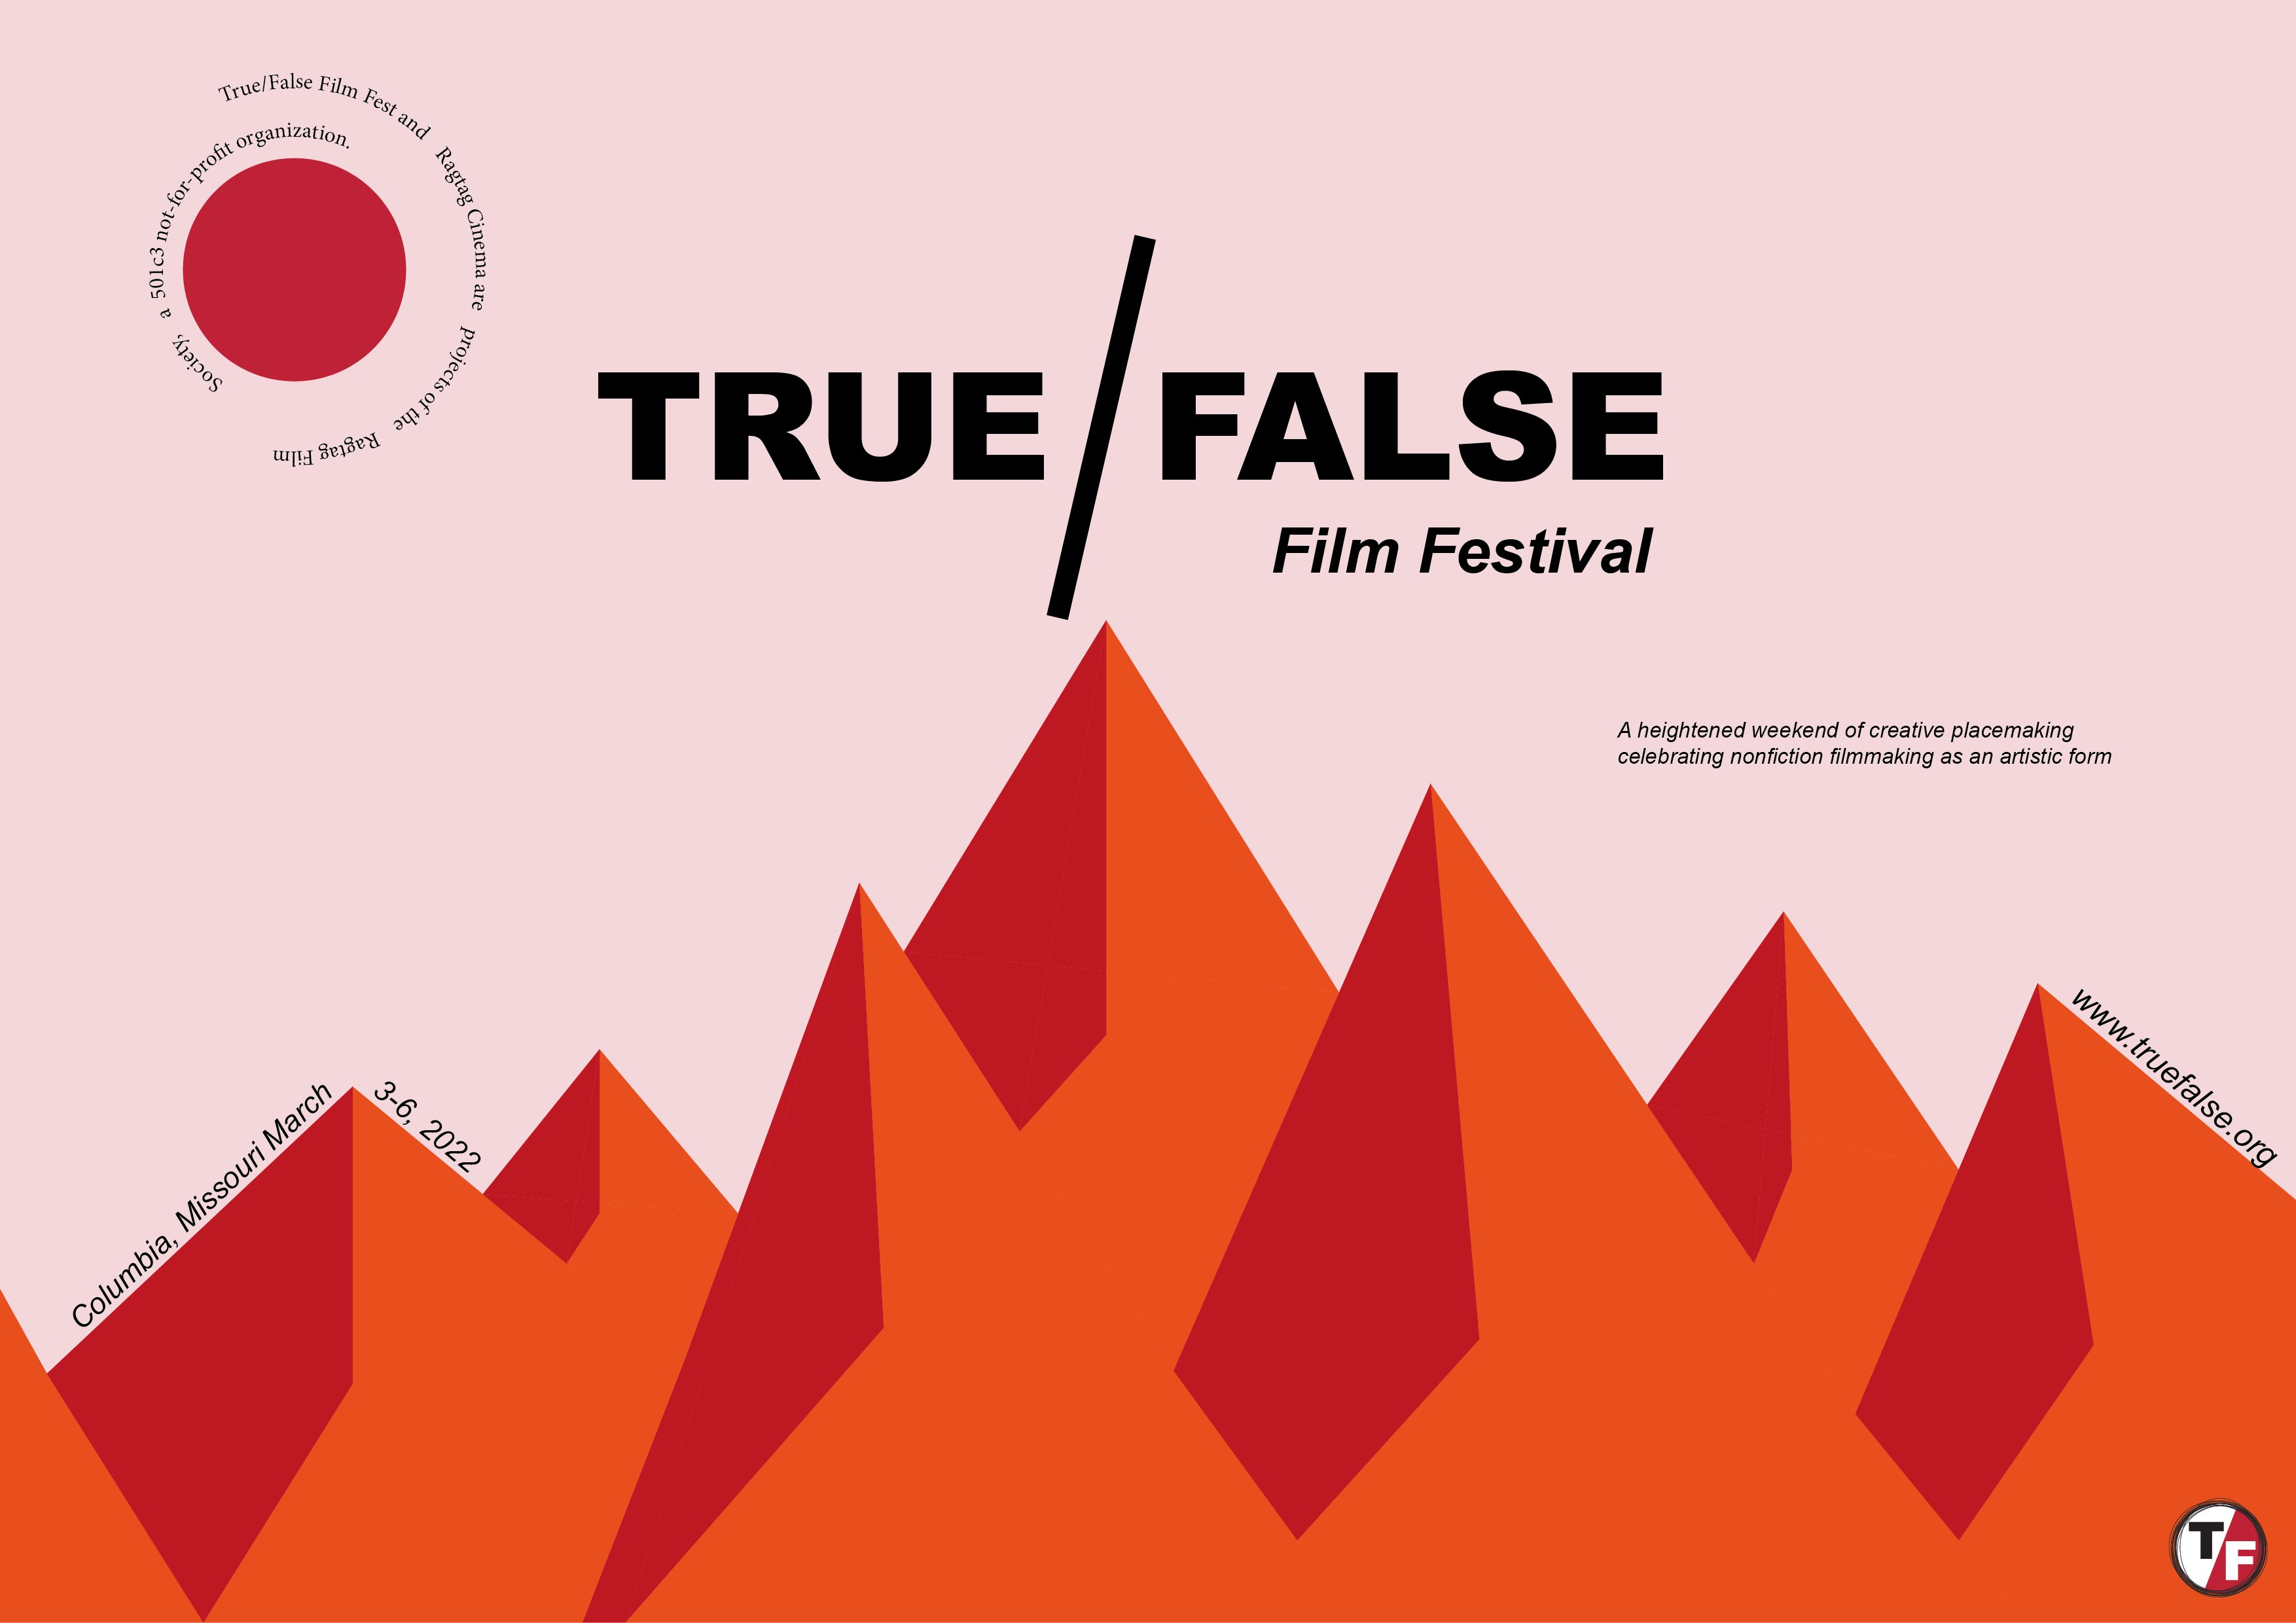 True/False Film Fest and Ragtag Cinema are projects of the Ragtag Film Society, a 501c3 not-for-profit organization.
TRUE/FALSE
Film Festival
A heightened weekend of creative placemaking
celebrating nonfiction filmmaking as an artistic form
Columbia, Missouri March 3-6, 2022
www.truefalse.org
T/F